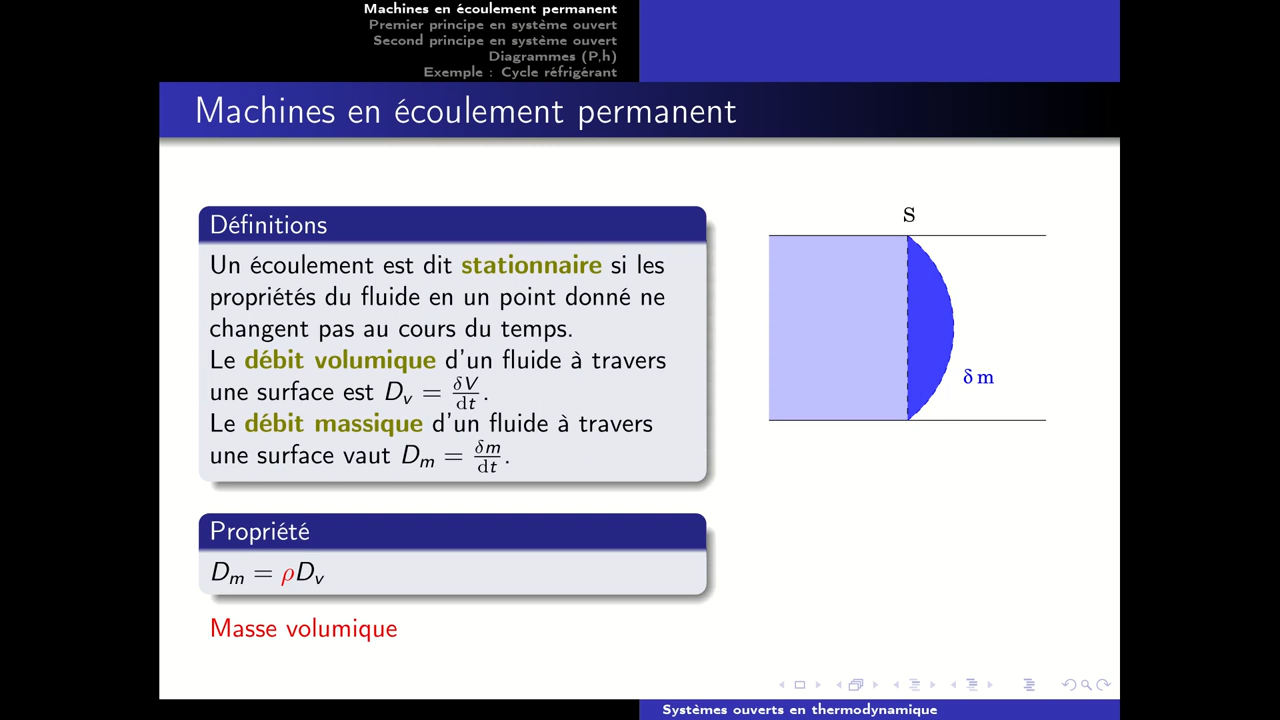 Machines en écoulement permanent
Premier principe en système ouvert
Second principe en système ouvert
Diagrammes (P,h)
Exemple : Cycle réfrigérant
Machines en écoulement permanent
Définitions
Un écoulement est dit stationnaire si les
propriétés du fluide en un point donné ne
changent pas au cours du temps.
Le débit volumique d'un fluide à travers
une surface est D_v = δV/dt.
Le débit massique d'un fluide à travers
une surface vaut D_m = δm/dt.
Propriété
D_m = ρD_v
Masse volumique
S
δ m
Systèmes ouverts en thermodynamique